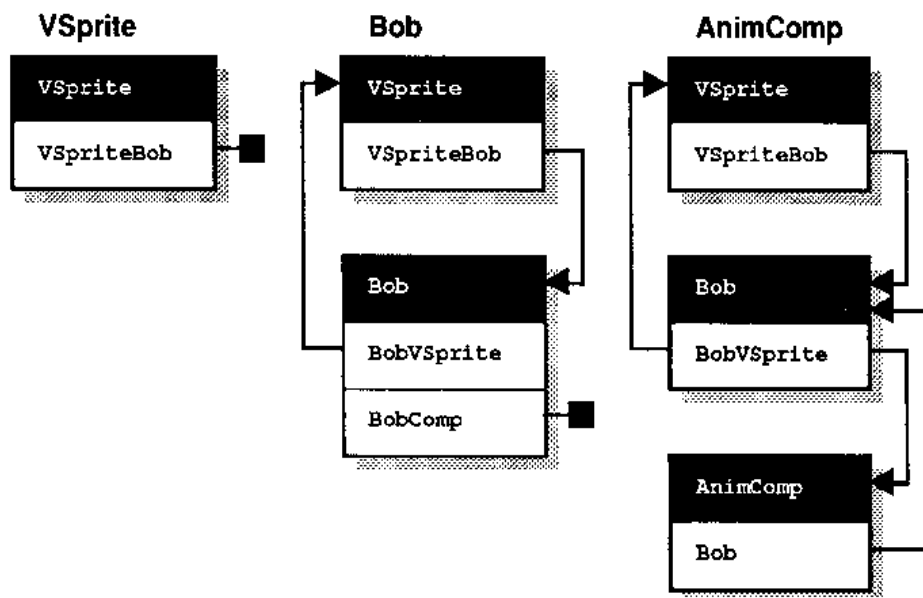 VSprite
VSprite
VSpriteBob
Bob
VSprite
VSpriteBob
Bob
BobVSprite
BobComp
AnimComp
VSprite
VSpriteBob
Bob
BobVSprite
AnimComp
Bob